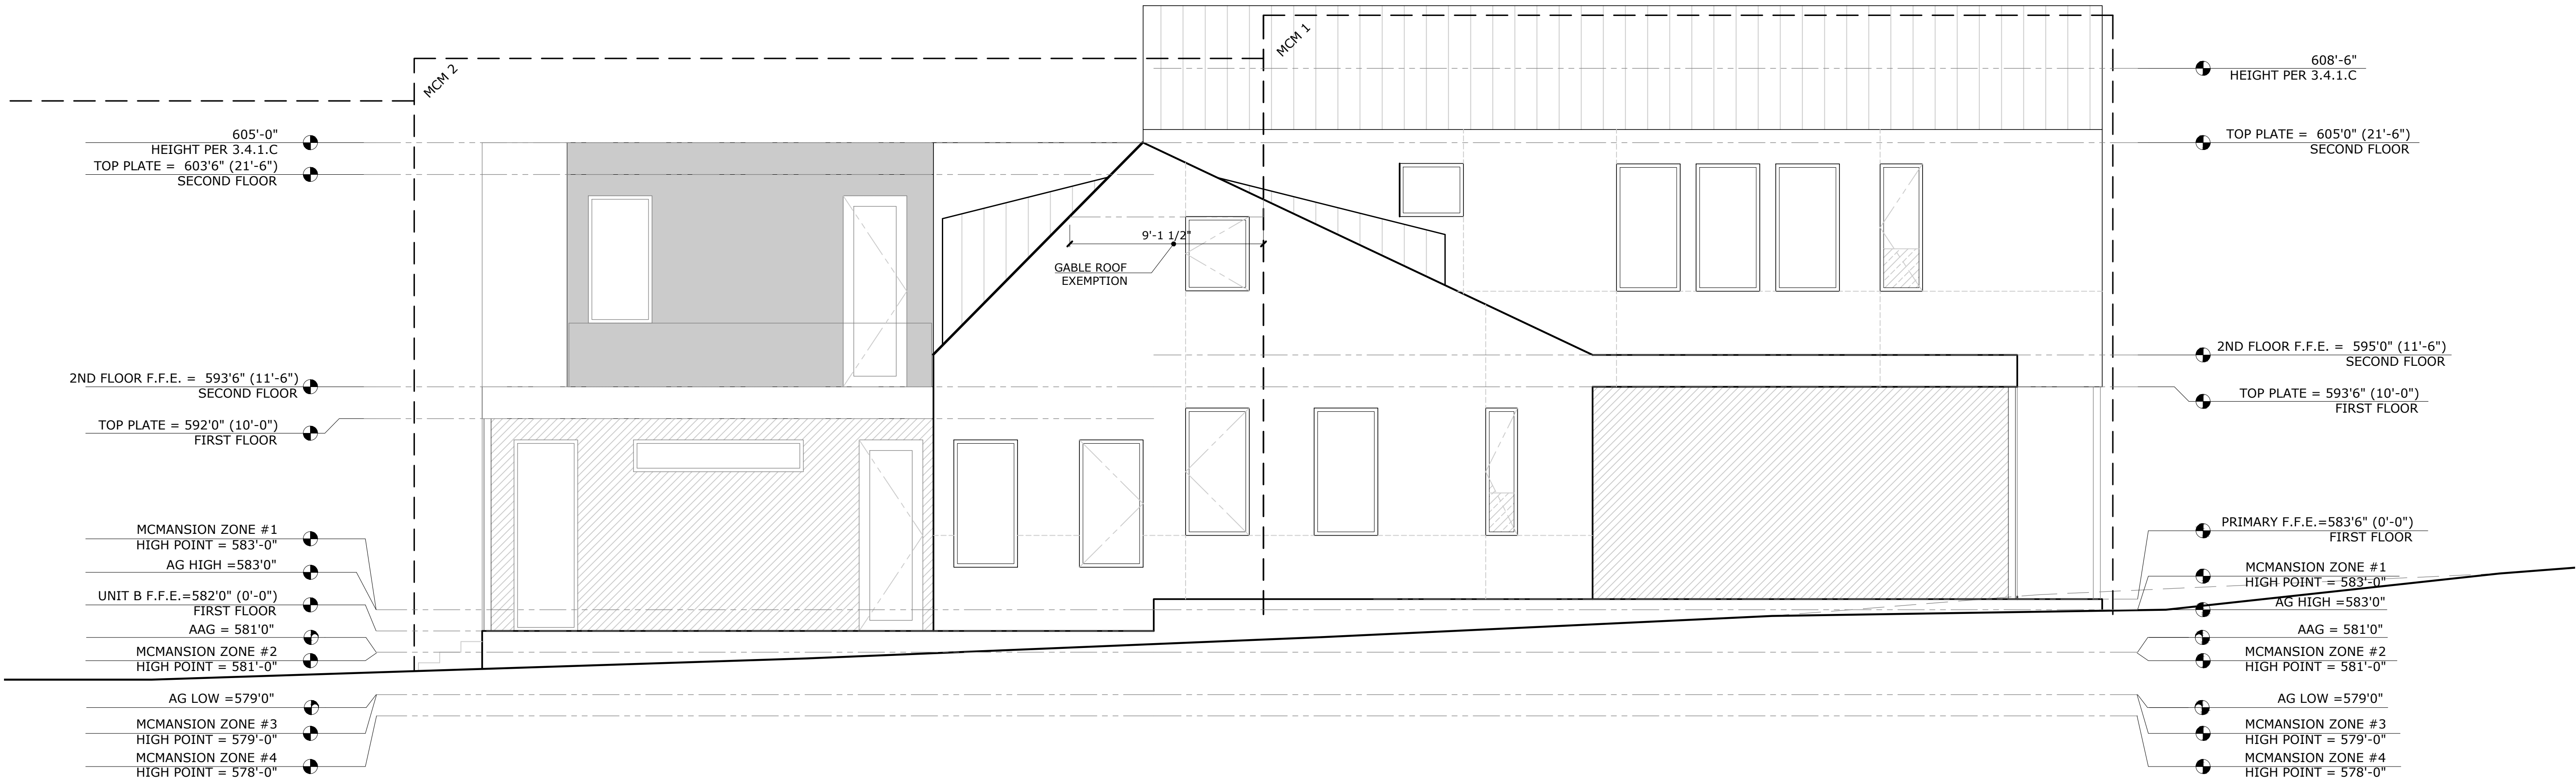 MCM 1
MCM 2
608'-6"
HEIGHT PER 3.4.1.C
605'-0"
HEIGHT PER 3.4.1.C
TOP PLATE =  603'6" (21'-6")
SECOND FLOOR
TOP PLATE =  605'0" (21'-6")
SECOND FLOOR
9'-1 1/2"
GABLE ROOF
EXEMPTION
2ND FLOOR F.F.E. =  593'6" (11'-6")
SECOND FLOOR
TOP PLATE = 592'0" (10'-0")
FIRST FLOOR
2ND FLOOR F.F.E. =  595'0" (11'-6")
SECOND FLOOR
TOP PLATE = 593'6" (10'-0")
FIRST FLOOR
MCMANSION ZONE #1
HIGH POINT = 583'-0"
AG HIGH =583'0"
UNIT B F.F.E.=582'0" (0'-0")
FIRST FLOOR
AAG = 581'0"
MCMANSION ZONE #2
HIGH POINT = 581'-0"
AG LOW =579'0"
MCMANSION ZONE #3
HIGH POINT = 579'-0"
MCMANSION ZONE #4
HIGH POINT = 578'-0"
PRIMARY F.F.E.=583'6" (0'-0")
FIRST FLOOR
MCMANSION ZONE #1
HIGH POINT = 583'-0"
AG HIGH =583'0"
AAG = 581'0"
MCMANSION ZONE #2
HIGH POINT = 581'-0"
AG LOW =579'0"
MCMANSION ZONE #3
HIGH POINT = 579'-0"
MCMANSION ZONE #4
HIGH POINT = 578'-0"